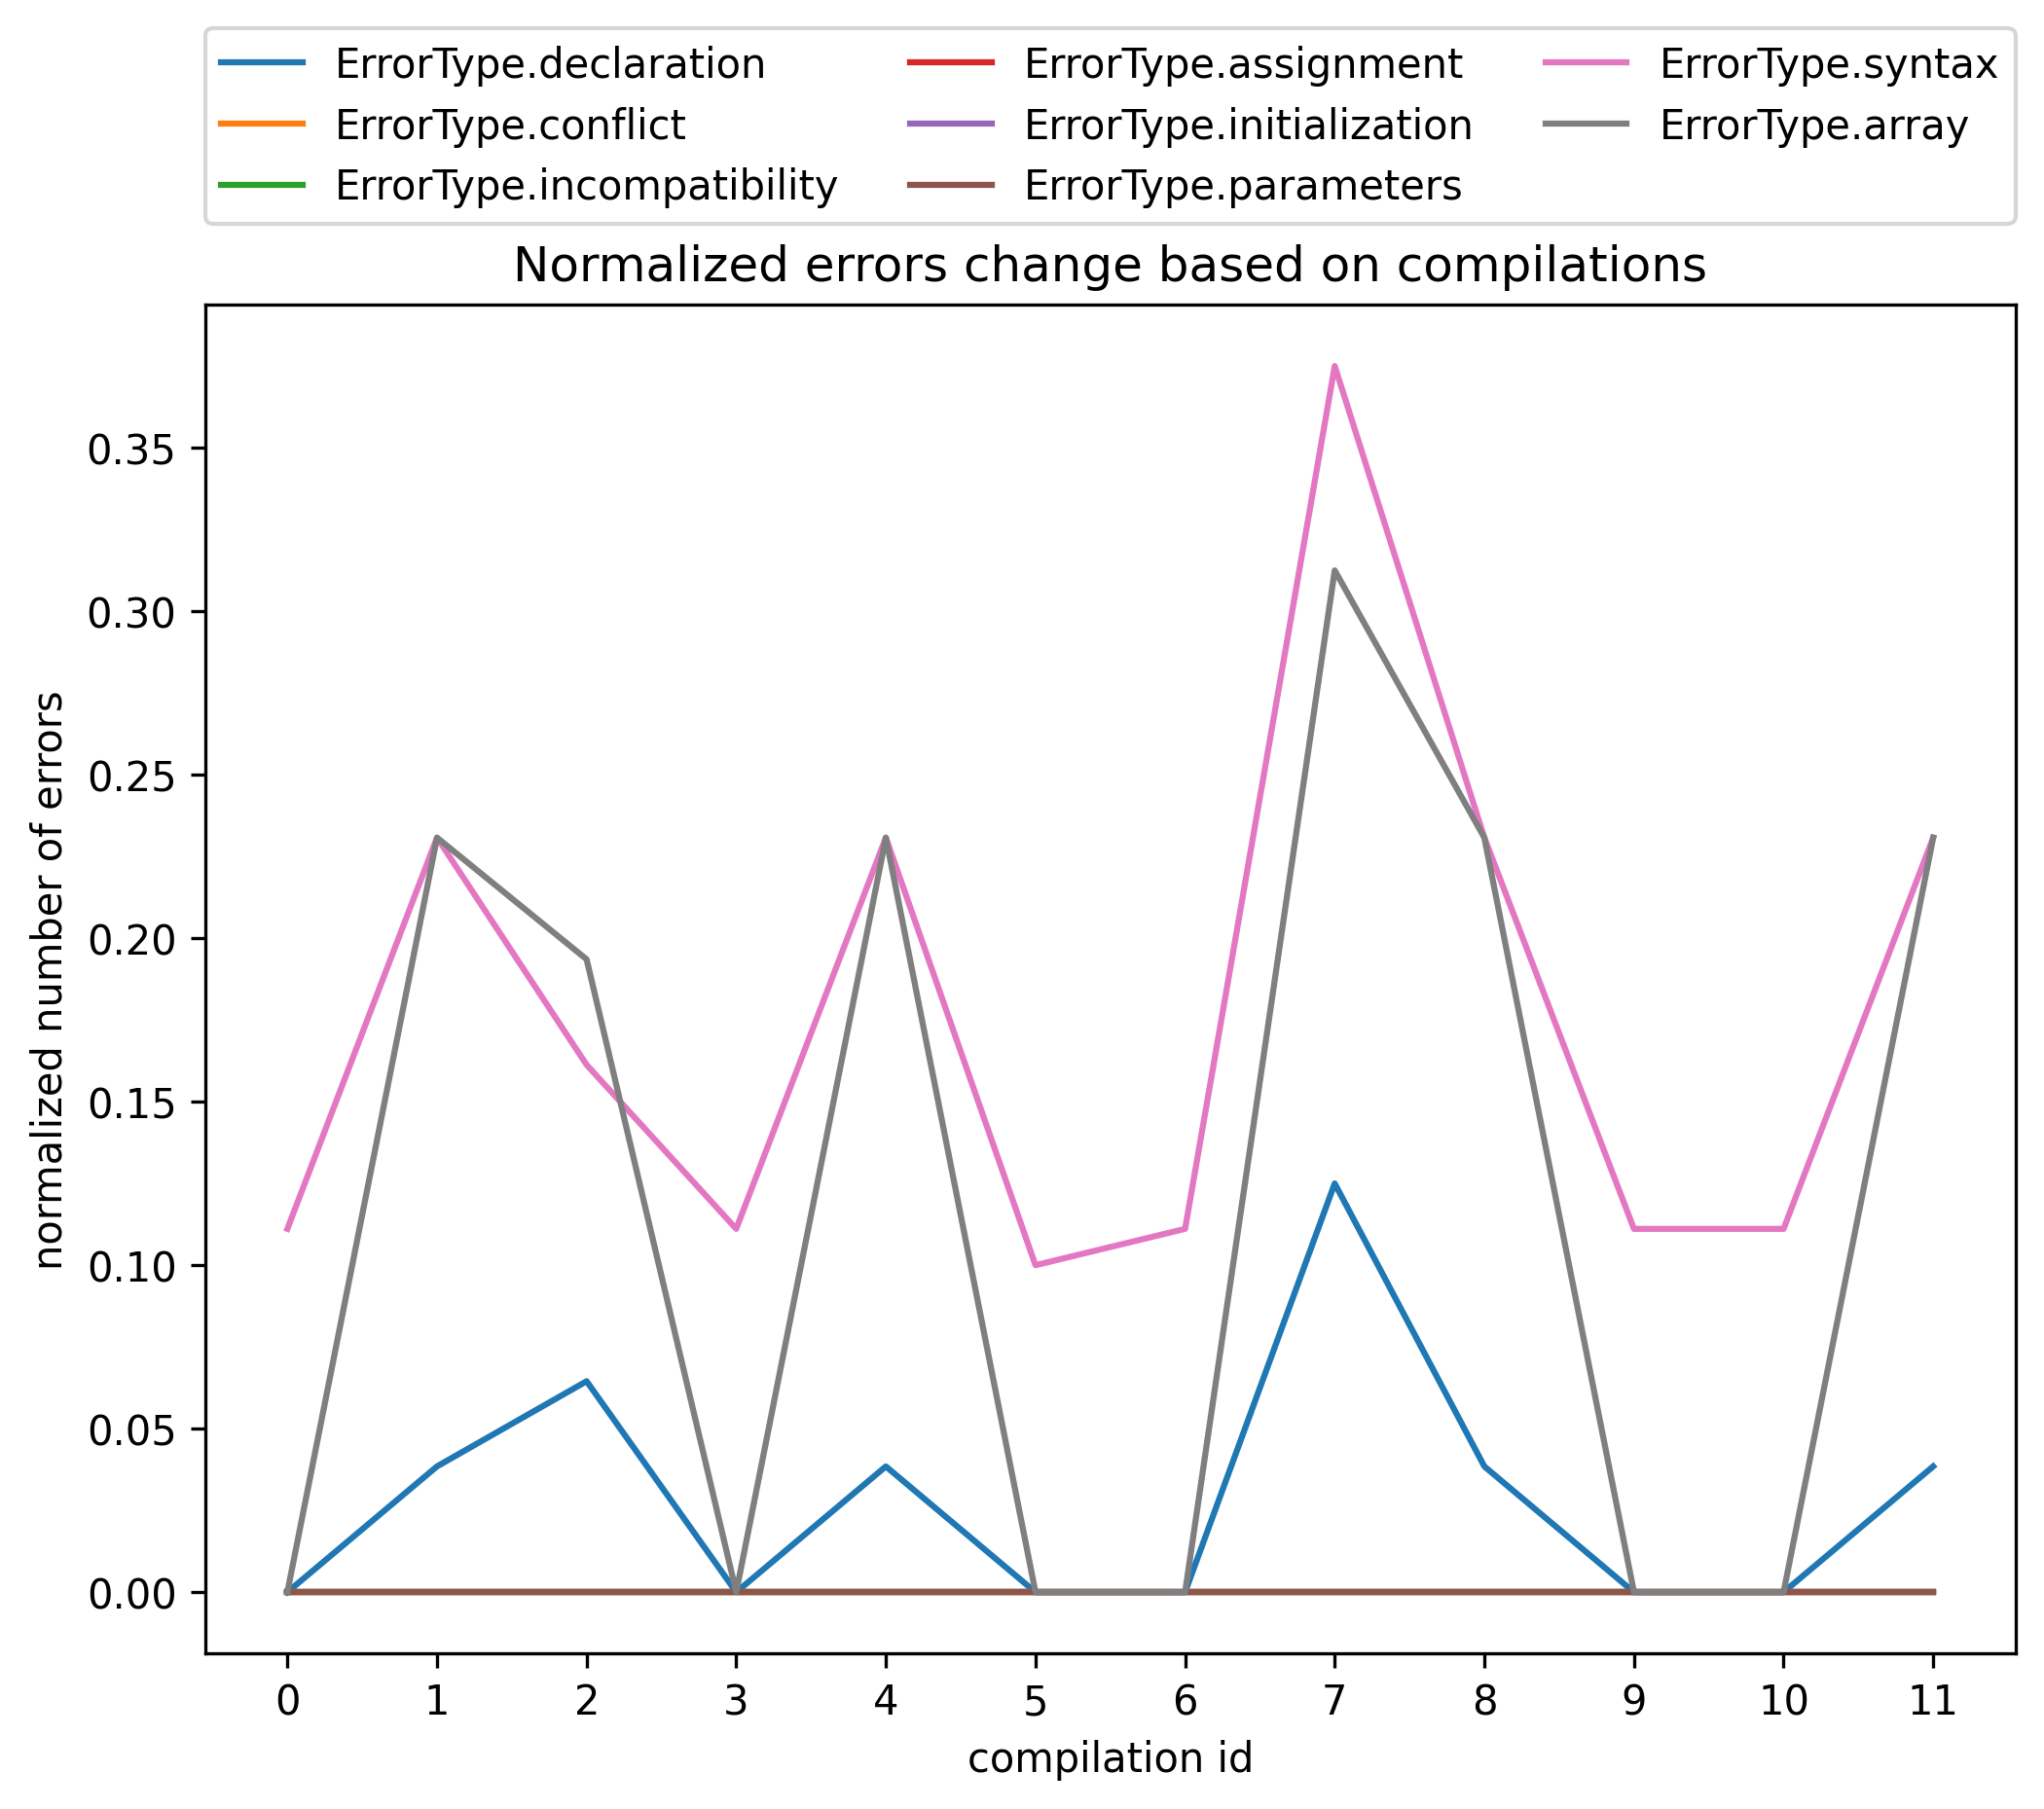 ErrorType.declaration
ErrorType.conflict
ErrorType.incompatibility
ErrorType.assignment
ErrorType.initialization
ErrorType.parameters
ErrorType.syntax
ErrorType.array
Normalized errors change based on compilations
normalized number of errors
0.35
0.30
0.25
0.20
0.15
0.10
0.05
0.00
0 1 2 3 4 5 6 7 8 9 10 11
compilation id